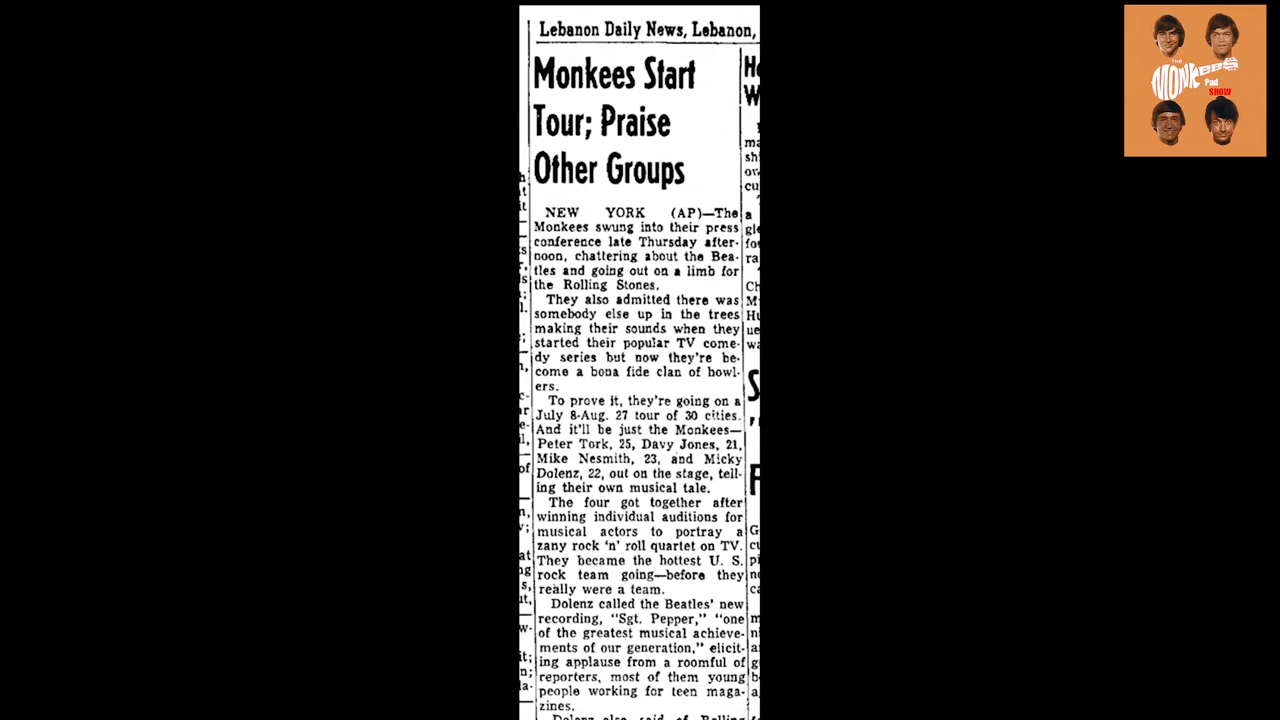 Lebanon Daily News, Lebanon,
Monkees Start
Tour; Praise
Other Groups
NEW YORK (AP)—The
Monkees swung into their press
conference late Thursday after-
noon, chattering about the Bea-
tles and going out on a limb for
the Rolling Stones.
They also admitted there was
somebody else up in the trees
making their sounds when they
started their popular TV come-
dy series but now they're be-
come a bona fide clan of howl-
ers.
To prove it, they're going on a
July 8-Aug. 27 tour of 30 cities.
And it'll be just the Monkees—
Peter Tork, 25, Davy Jones, 21,
Mike Nesmith, 23, and Micky
Dolenz, 22, out on the stage, tell-
ing their own musical tale.
The four got together after
winning individual auditions for
musical actors to portray a
zany rock 'n' roll quartet on TV.
They became the hottest U. S.
rock team going—before they
really were a team.
Dolenz called the Beatles' new
recording, "Sgt. Pepper," "one
of the greatest musical achieve-
ments of our generation," elicit-
ing applause from a roomful of
reporters, most of them young
people working for teen maga-
zines.
Dolenz also said of Rolling
THE
MONKEES
Pad
SHOW